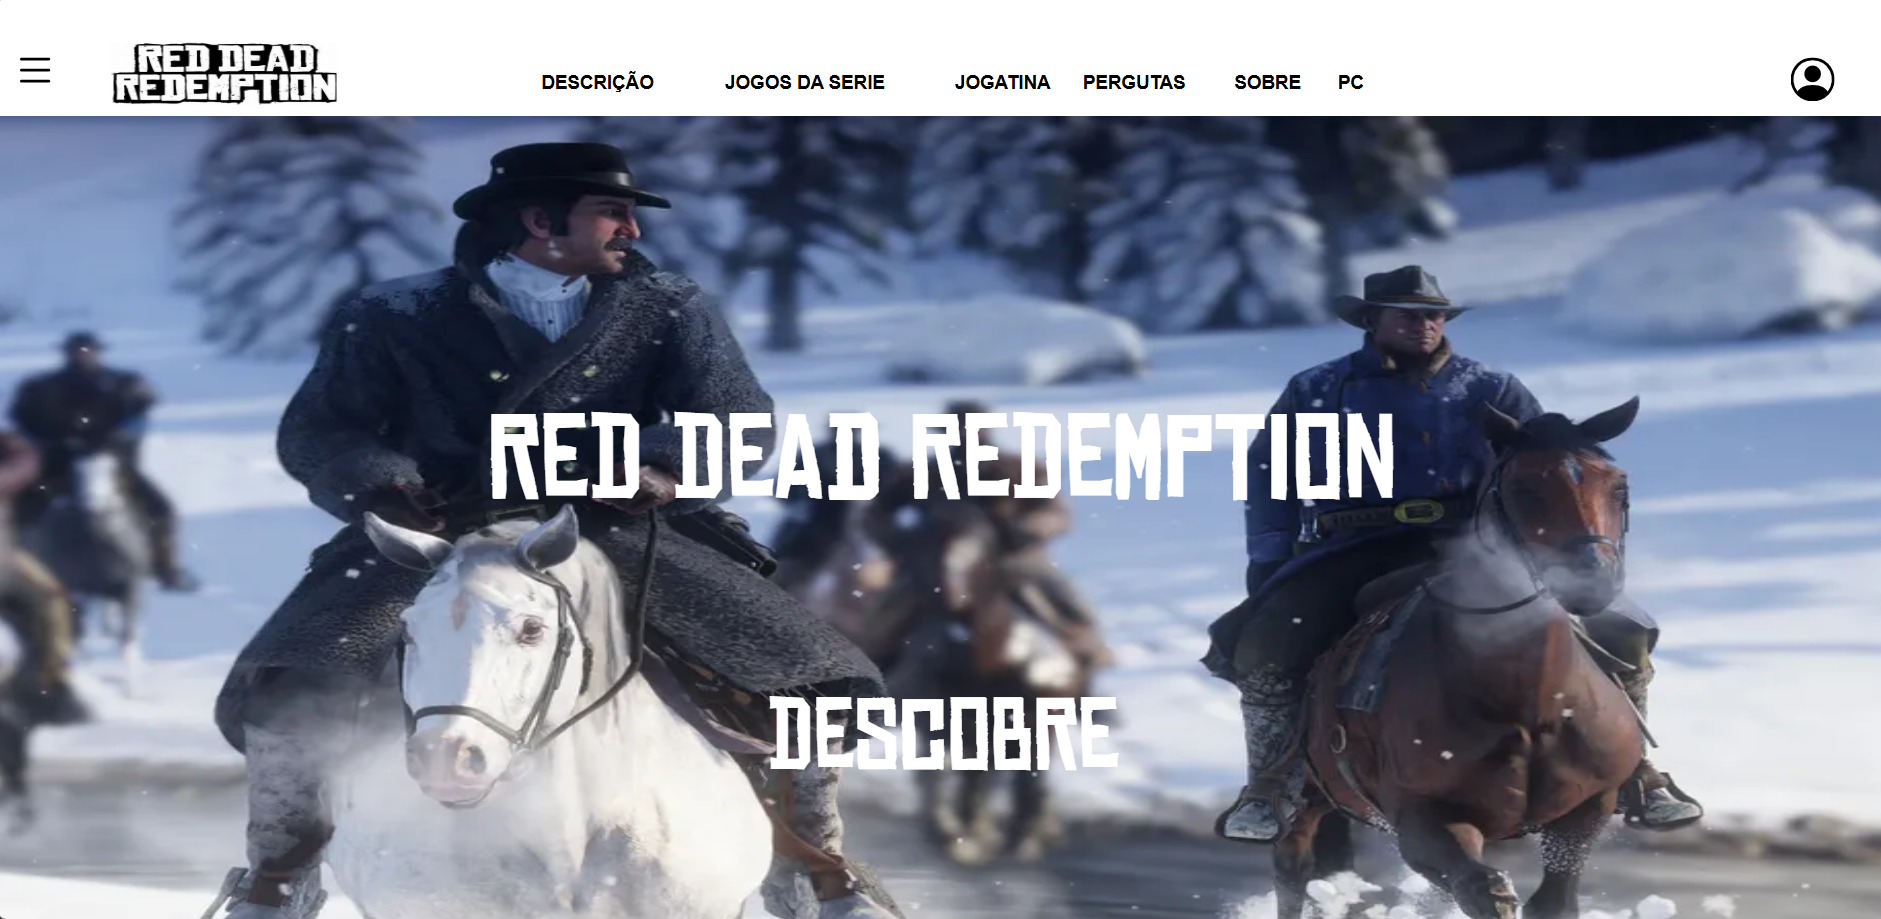 RED DEAD
REDEMPTION
DESCRIÇÃO JOGOS DA SERIE JOGATINA PERGUTAS SOBRE PC
RED DEAD REDEMPTION
DESCOBRE